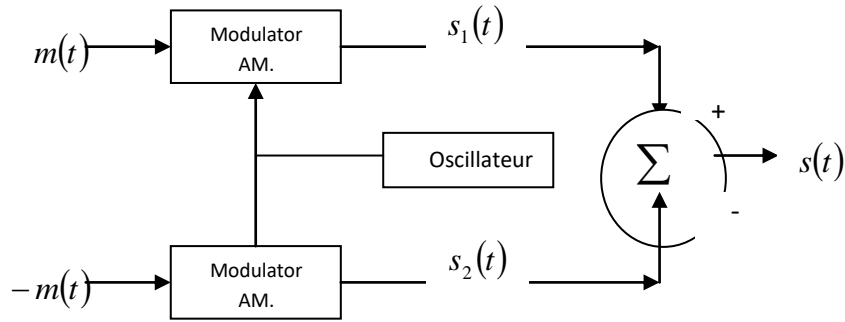 m(t)
Modulator
AM.
s₁(t)
+
Oscillateur
Σ
s(t)
-
−m(t)
Modulator
AM.
s₂(t)